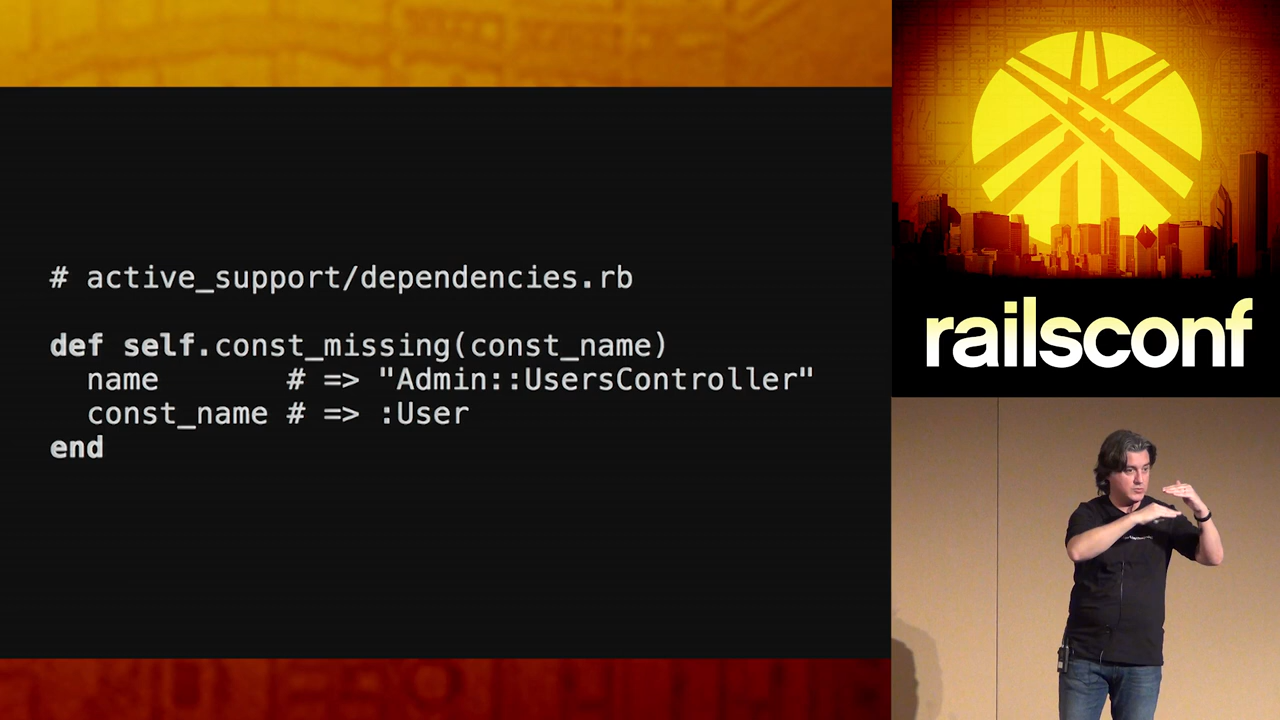 # active_support/dependencies.rb
def self.const_missing(const_name)
  name       # => "Admin::UsersController"
  const_name # => :User
end
railsconf